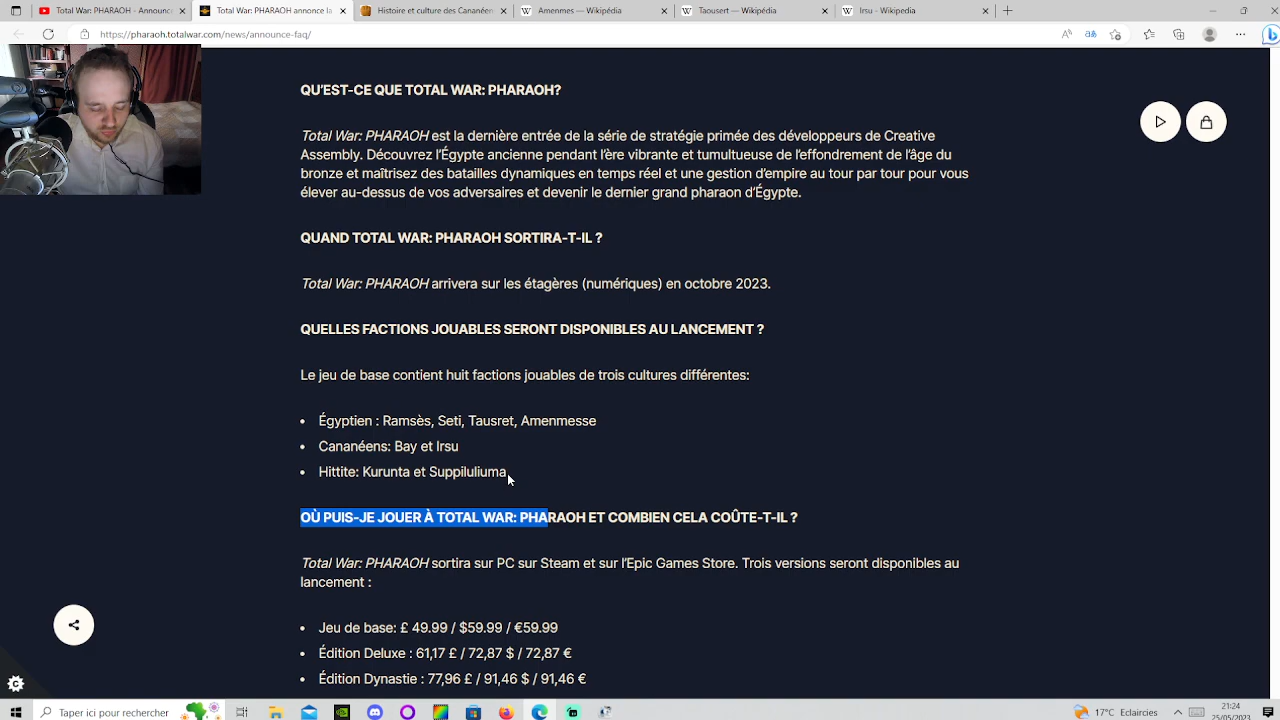 Total War: PHARAOH - Announce
Total War: PHARAOH annonce la
Histoire et culture des Cananéen
Amenmes — Wikipédia
Taousert — Wikipédia
Irsu - Wikipedia
https://pharaoh.totalwar.com/news/announce-faq/
QU'EST-CE QUE TOTAL WAR: PHARAOH?
Total War: PHARAOH est la dernière entrée de la série de stratégie primée des développeurs de Creative
Assembly. Découvrez l'Égypte ancienne pendant l'ère vibrante et tumultueuse de l'effondrement de l'âge du
bronze et maîtrisez des batailles dynamiques en temps réel et une gestion d'empire au tour par tour pour vous
élever au-dessus de vos adversaires et devenir le dernier grand pharaon d'Égypte.
QUAND TOTAL WAR: PHARAOH SORTIRA-T-IL ?
Total War: PHARAOH arrivera sur les étagères (numériques) en octobre 2023.
QUELLES FACTIONS JOUABLES SERONT DISPONIBLES AU LANCEMENT ?
Le jeu de base contient huit factions jouables de trois cultures différentes:
• Égyptien : Ramsès, Seti, Tausret, Amenmesse
• Cananéens: Bay et Irsu
• Hittite: Kurunta et Suppiluliuma
OÙ PUIS-JE JOUER À TOTAL WAR: PHARAOH ET COMBIEN CELA COÛTE-T-IL ?
Total War: PHARAOH sortira sur PC sur Steam et sur l'Epic Games Store. Trois versions seront disponibles au
lancement :
• Jeu de base: £ 49.99 / $59.99 / €59.99
• Édition Deluxe : 61,17 £ / 72,87 $ / 72,87 €
• Édition Dynastie : 77,96 £ / 91,46 $ / 91,46 €
Taper ici pour rechercher
17°C Eclaircies
21:24
25/05/2023